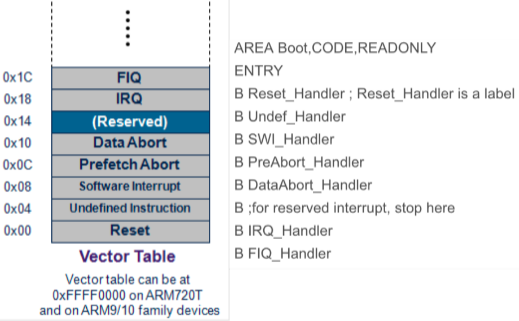 0x1C FIQ
0x18 IRQ
0x14 (Reserved)
0x10 Data Abort
0x0C Prefetch Abort
0x08 Software Interrupt
0x04 Undefined Instruction
0x00 Reset
Vector Table
Vector table can be at
0xFFFF0000 on ARM720T
and on ARM9/10 family devices
AREA Boot,CODE,READONLY
ENTRY
B Reset_Handler ; Reset_Handler is a label
B Undef_Handler
B SWI_Handler
B PreAbort_Handler
B DataAbort_Handler
B ;for reserved interrupt, stop here
B IRQ_Handler
B FIQ_Handler